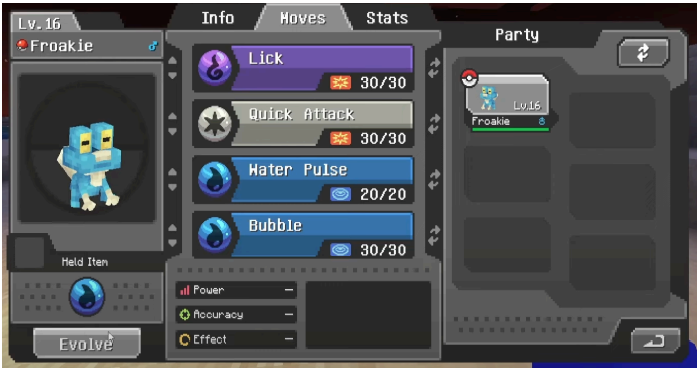 Lv.16
Froakie
Info
Moves
Stats
Party
Lick
30/30
Quick Attack
30/30
Water Pulse
20/20
Bubble
30/30
Lv.16
Froakie
Held Item
Evolve
Power —
Accuracy —
Effect —